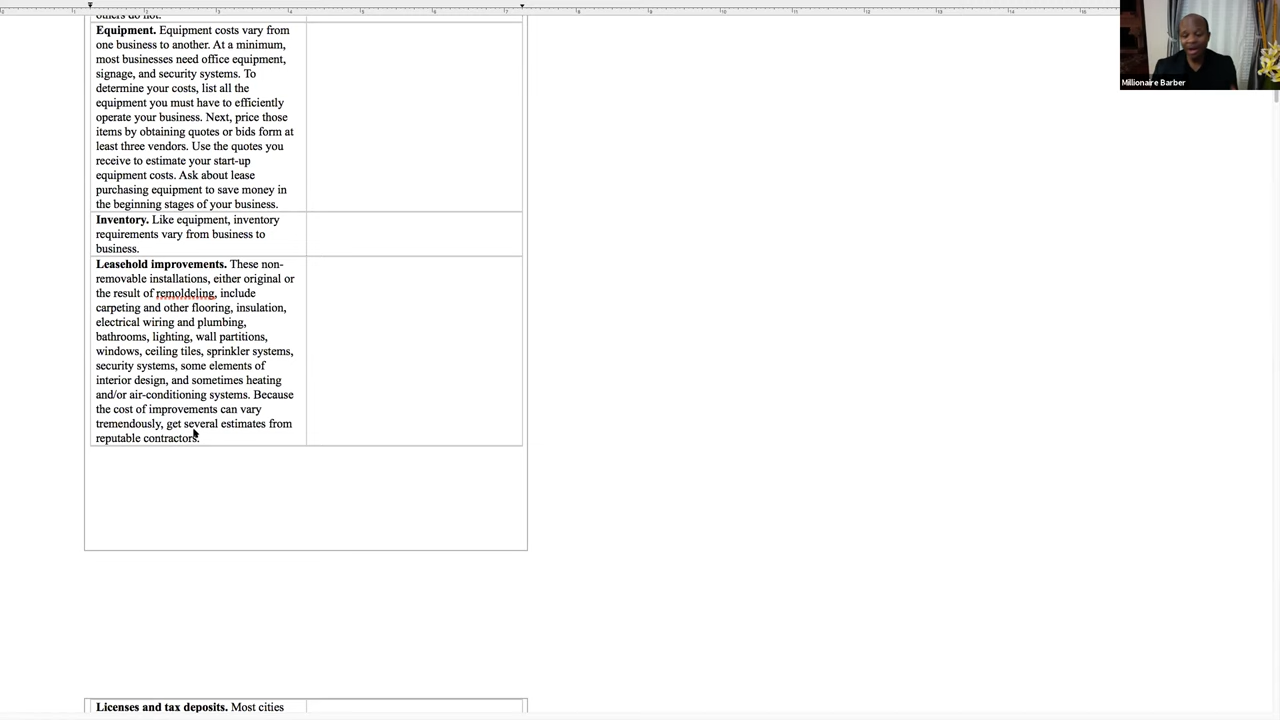 others do not.
Equipment. Equipment costs vary from
one business to another. At a minimum,
most businesses need office equipment,
signage, and security systems. To
determine your costs, list all the
equipment you must have to efficiently
operate your business. Next, price those
items by obtaining quotes or bids form at
least three vendors. Use the quotes you
receive to estimate your start-up
equipment costs. Ask about lease
purchasing equipment to save money in
the beginning stages of your business.
Inventory. Like equipment, inventory
requirements vary from business to
business.
Leasehold improvements. These non-
removable installations, either original or
the result of remoldeling, include
carpeting and other flooring, insulation,
electrical wiring and plumbing,
bathrooms, lighting, wall partitions,
windows, ceiling tiles, sprinkler systems,
security systems, some elements of
interior design, and sometimes heating
and/or air-conditioning systems. Because
the cost of improvements can vary
tremendously, get several estimates from
reputable contractors.
Licenses and tax deposits. Most cities
Millionaire Barber